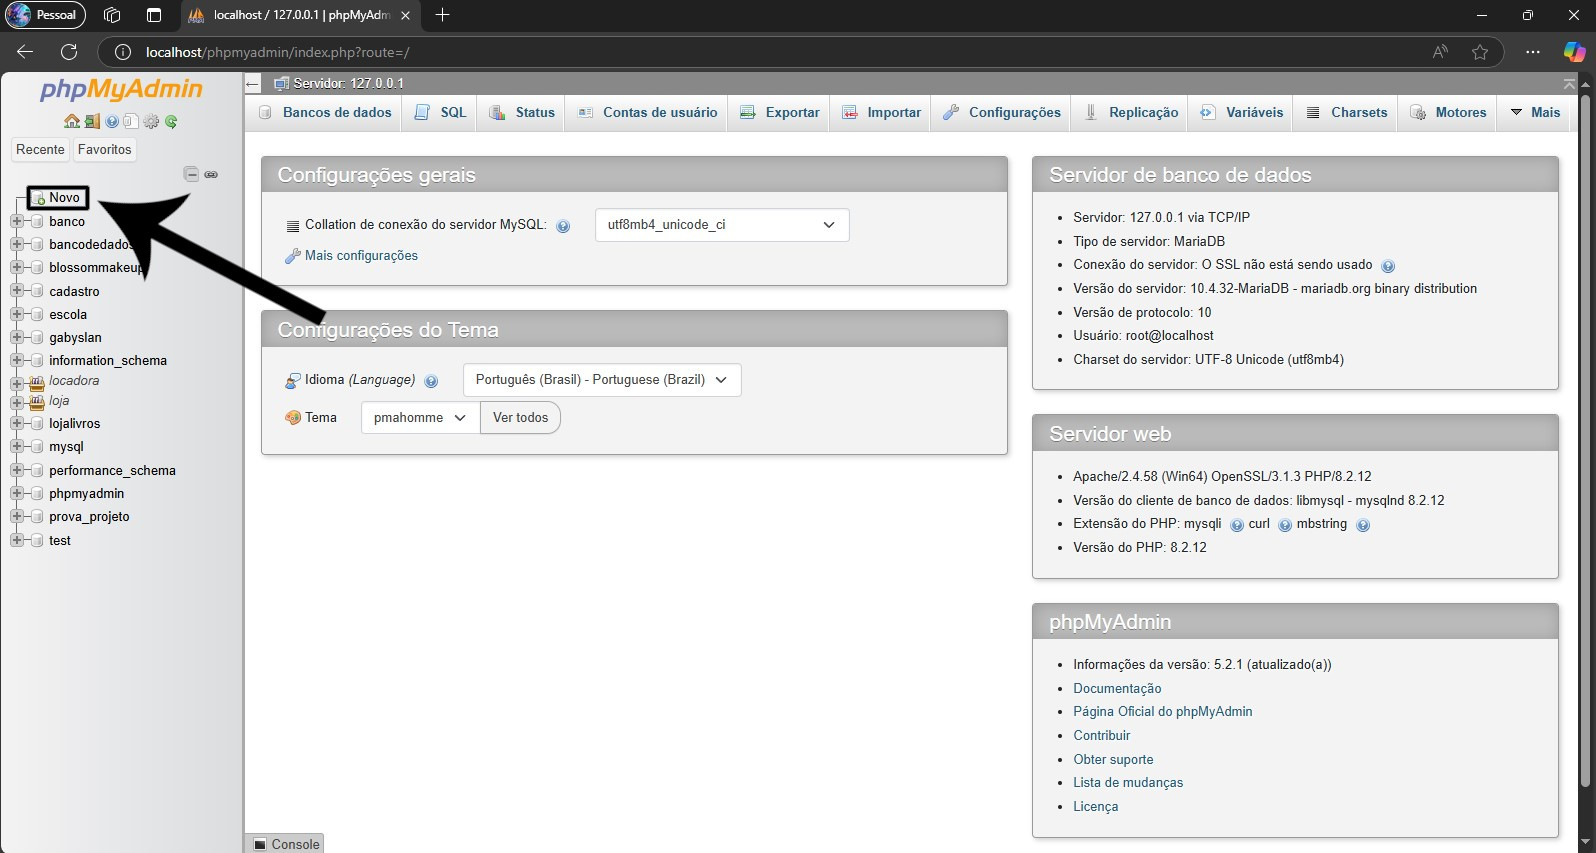 Pessoal
localhost / 127.0.0.1 | phpMyAdm
localhost/phpmyadmin/index.php?route=/
phpMyAdmin
Recente
Favoritos
Novo
banco
bancodedados
blossommakeup
cadastro
escola
gabyslan
information_schema
locadora
loja
lojalivros
mysql
performance_schema
phpmyadmin
prova_projeto
test
Servidor: 127.0.0.1
Bancos de dados
SQL
Status
Contas de usuário
Exportar
Importar
Configurações
Replicação
Variáveis
Charsets
Motores
Mais
Configurações gerais
Collation de conexão do servidor MySQL:
utf8mb4_unicode_ci
Mais configurações
Configurações do Tema
Idioma (Language)
Português (Brasil) - Portuguese (Brazil)
Tema
pmahomme
Ver todos
Servidor de banco de dados
Servidor: 127.0.0.1 via TCP/IP
Tipo de servidor: MariaDB
Conexão do servidor: O SSL não está sendo usado
Versão do servidor: 10.4.32-MariaDB - mariadb.org binary distribution
Versão de protocolo: 10
Usuário: root@localhost
Charset do servidor: UTF-8 Unicode (utf8mb4)
Servidor web
Apache/2.4.58 (Win64) OpenSSL/3.1.3 PHP/8.2.12
Versão do cliente de banco de dados: libmysql - mysqlnd 8.2.12
Extensão do PHP: mysqli curl mbstring
Versão do PHP: 8.2.12
phpMyAdmin
Informações da versão: 5.2.1 (atualizado(a))
Documentação
Página Oficial do phpMyAdmin
Contribuir
Obter suporte
Lista de mudanças
Licença
Console